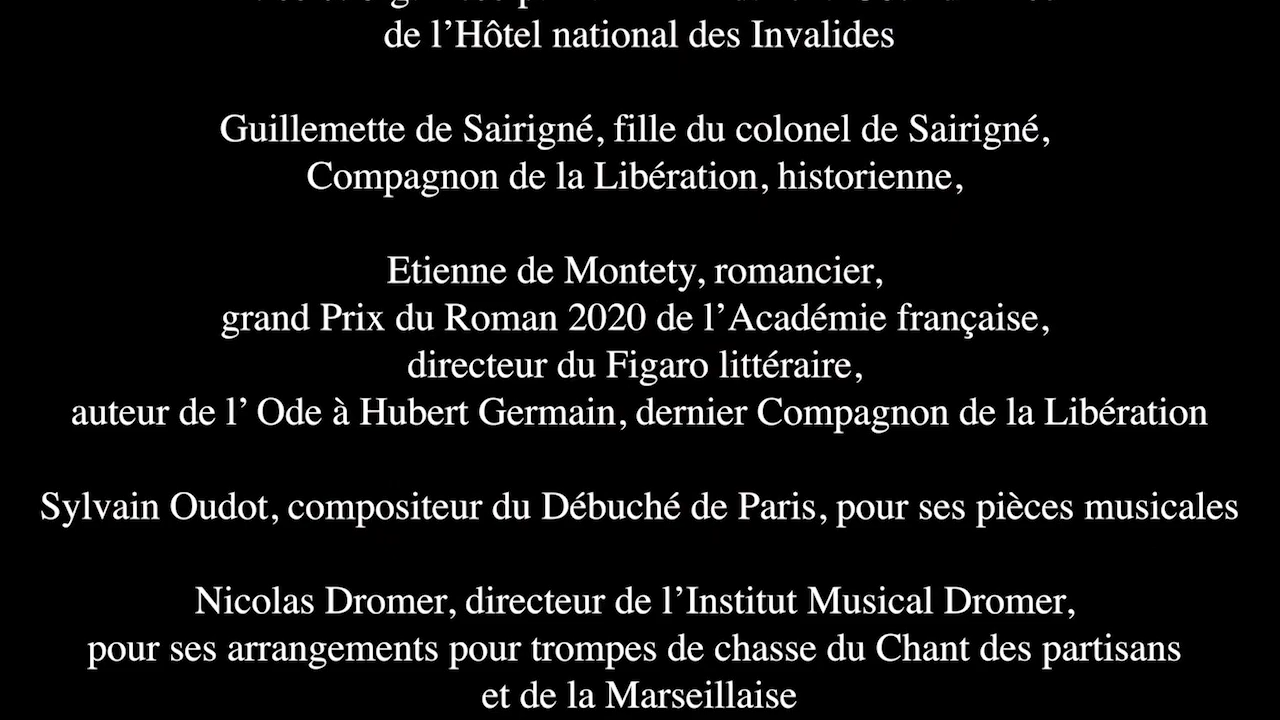 de l’Hôtel national des Invalides
Guillemette de Sairigné, fille du colonel de Sairigné,
Compagnon de la Libération, historienne,
Etienne de Montety, romancier,
grand Prix du Roman 2020 de l’Académie française,
directeur du Figaro littéraire,
auteur de l’ Ode à Hubert Germain, dernier Compagnon de la Libération
Sylvain Oudot, compositeur du Débuché de Paris, pour ses pièces musicales
Nicolas Dromer, directeur de l’Institut Musical Dromer,
pour ses arrangements pour trompes de chasse du Chant des partisans
et de la Marseillaise